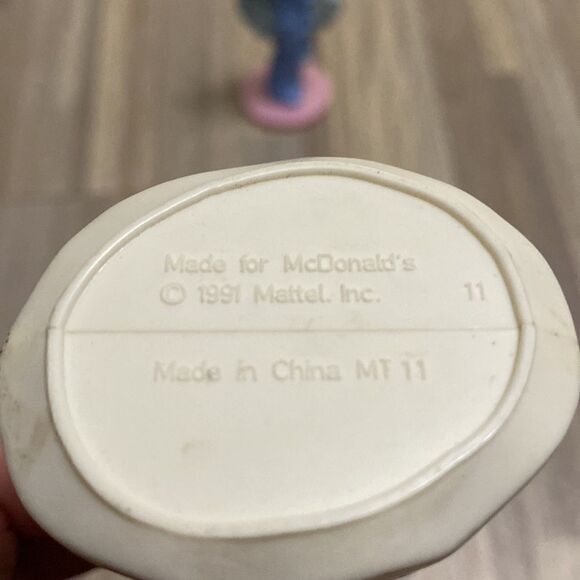 Made for McDonald's
© 1991 Mattel. Inc. 11
Made in China MT 11